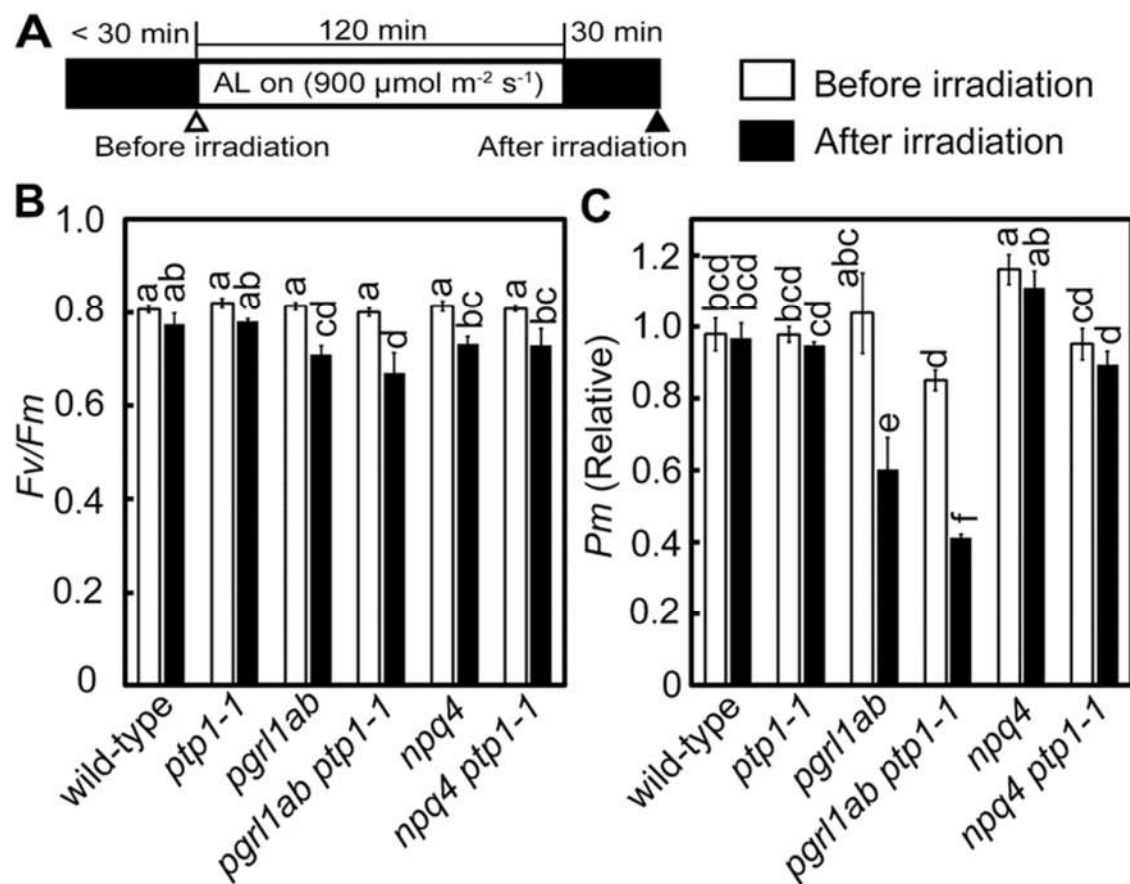 A
< 30 min 120 min 30 min
AL on (900 µmol m⁻² s⁻¹)
Before irradiation After irradiation
Before irradiation
After irradiation
B
1.0
0.8
0.6
0.4
0.2
0
Fv/Fm
a ab a ab a cd a d a bc a bc
wild-type
ptp1-1
pgrl1ab
pgrl1ab ptp1-1
npq4
npq4 ptp1-1
C
1.2
1.0
0.8
0.6
0.4
0.2
0
Pm (Relative)
bcd bcd bcd cd abc e d f a ab cd d
wild-type
ptp1-1
pgrl1ab
pgrl1ab ptp1-1
npq4
npq4 ptp1-1